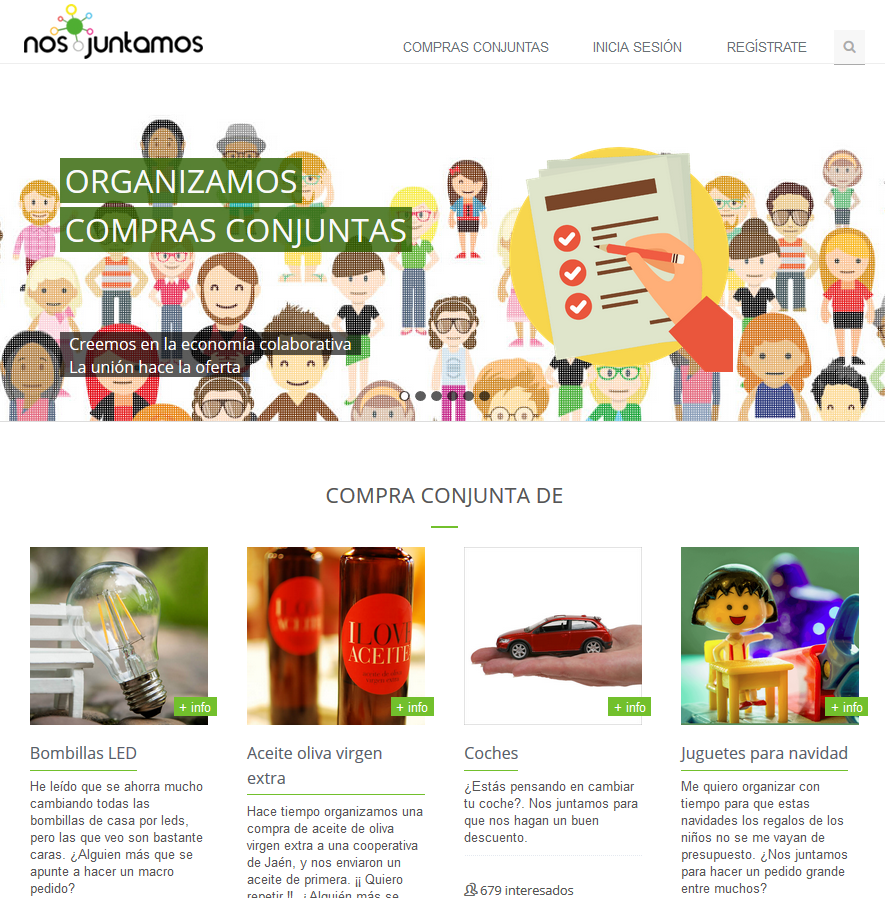 nos juntamos
COMPRAS CONJUNTAS
INICIA SESIÓN
REGÍSTRATE
ORGANIZAMOS
COMPRAS CONJUNTAS
Creemos en la economía colaborativa
La unión hace la oferta
COMPRA CONJUNTA DE
I LOVE
ACEITE
+ info
Bombillas LED
He leído que se ahorra mucho
cambiando todas las
bombillas de casa por leds,
pero las que veo son bastante
caras. ¿Alguien más que se
apunte a hacer un macro
pedido?
I LOVE
ACEITE
+ info
Aceite oliva virgen
extra
Hace tiempo organizamos una
compra de aceite de oliva
virgen extra a una cooperativa
de Jaén, y nos enviaron un
aceite de primera. ¡¡ Quiero
repetir !!. ¿Alguién más se
+ info
Coches
¿Estás pensando en cambiar
tu coche?. Nos juntamos para
que nos hagan un buen
descuento.
679 interesados
+ info
Juguetes para navidad
Me quiero organizar con
tiempo para que estas
navidades los regalos de los
niños no se me vayan de
presupuesto. ¿Nos juntamos
para hacer un pedido grande
entre muchos?